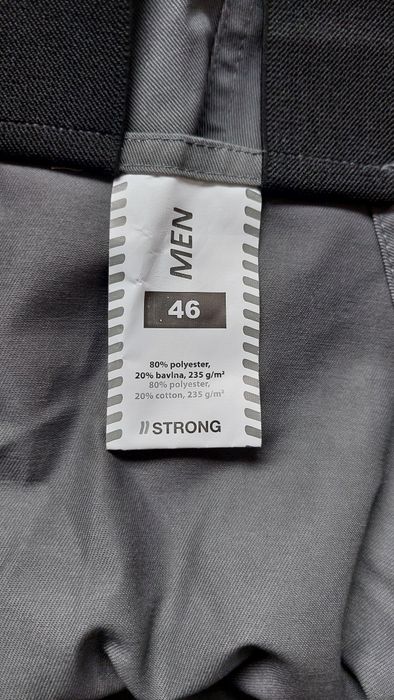 MEN
46
80% polyester,
20% bavlna, 235 g/m²
80% polyester,
20% cotton, 235 g/m²
//STRONG